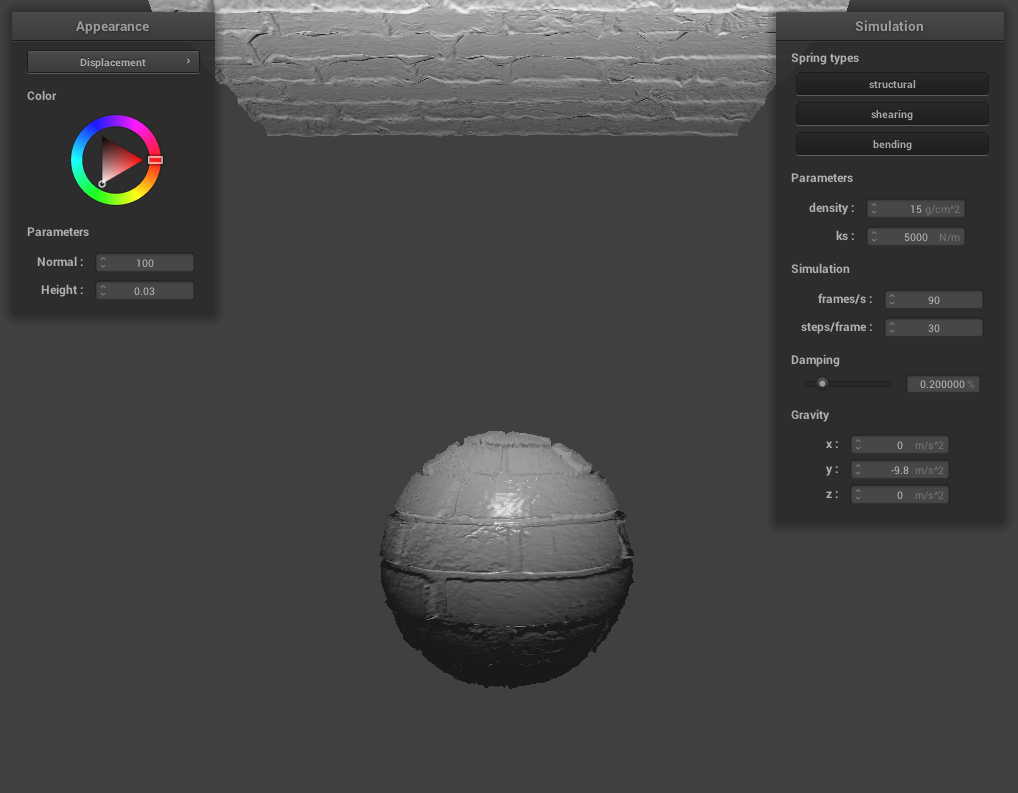 Appearance
Displacement ›
Color
Parameters
Normal : 100
Height : 0.03
Simulation
Spring types
structural
shearing
bending
Parameters
density : 15 g/cm^2
ks : 5000 N/m
Simulation
frames/s : 90
steps/frame : 30
Damping
0.200000 %
Gravity
x : 0 m/s^2
y : -9.8 m/s^2
z : 0 m/s^2